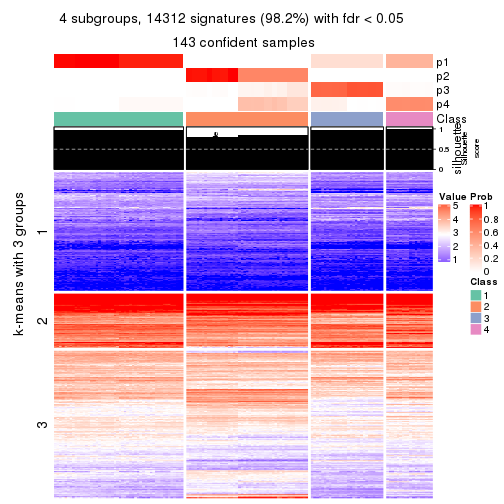 4 subgroups, 14312 signatures (98.2%) with fdr < 0.05
143 confident samples
p1
p2
p3
p4
Class
1
0.5
0
silhouette
Silhouette
score
k-means with 3 groups
1
2
3
Value
5
4
3
2
1
Prob
1
0.8
0.6
0.4
0.2
0
Class
1
2
3
4